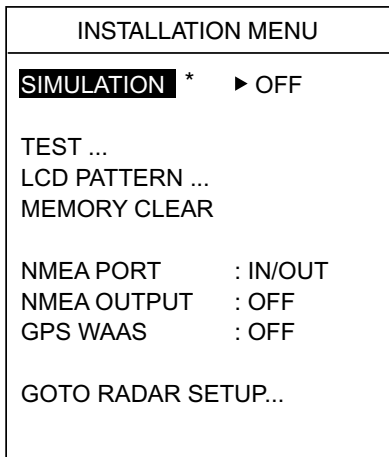 INSTALLATION MENU
SIMULATION * ▶ OFF
TEST ...
LCD PATTERN ...
MEMORY CLEAR
NMEA PORT : IN/OUT
NMEA OUTPUT : OFF
GPS WAAS : OFF
GOTO RADAR SETUP...